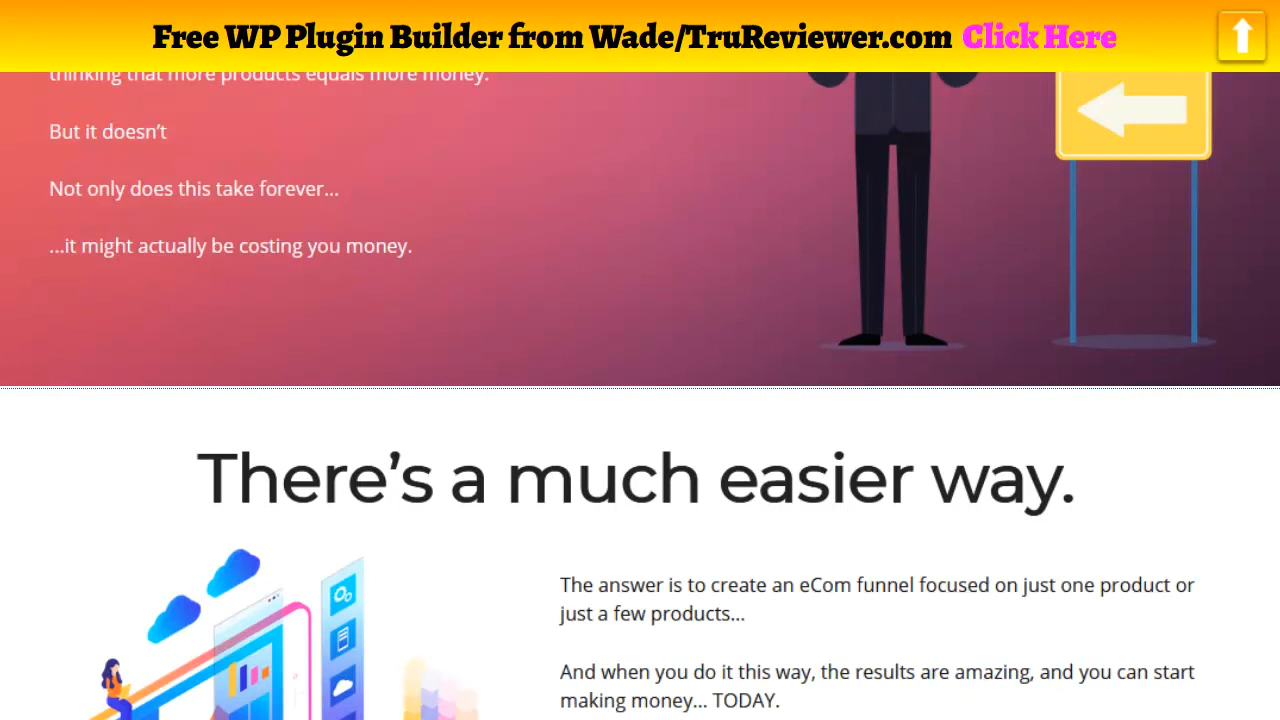 Free WP Plugin Builder from Wade/TruReviewer.com Click Here
thinking that more products equals more money.
But it doesn’t
Not only does this take forever...
...it might actually be costing you money.
There’s a much easier way.
The answer is to create an eCom funnel focused on just one product or
just a few products...
And when you do it this way, the results are amazing, and you can start
making money... TODAY.